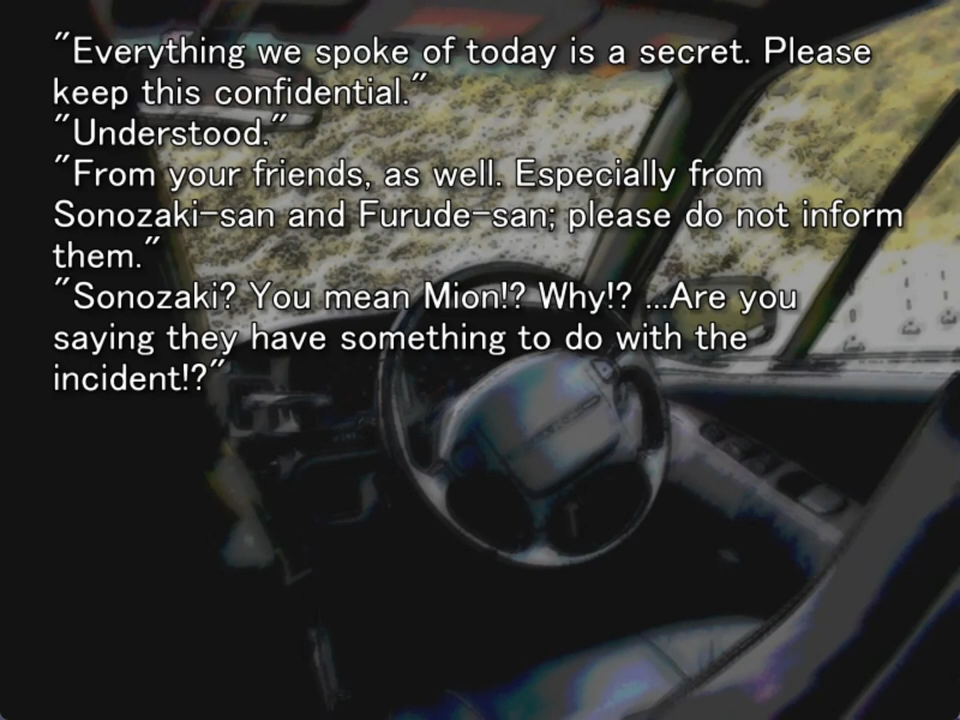 "Everything we spoke of today is a secret. Please
keep this confidential."
"Understood."
"From your friends, as well. Especially from
Sonozaki-san and Furude-san; please do not inform
them."
"Sonozaki? You mean Mion!? Why!? ...Are you
saying they have something to do with the
incident!?"